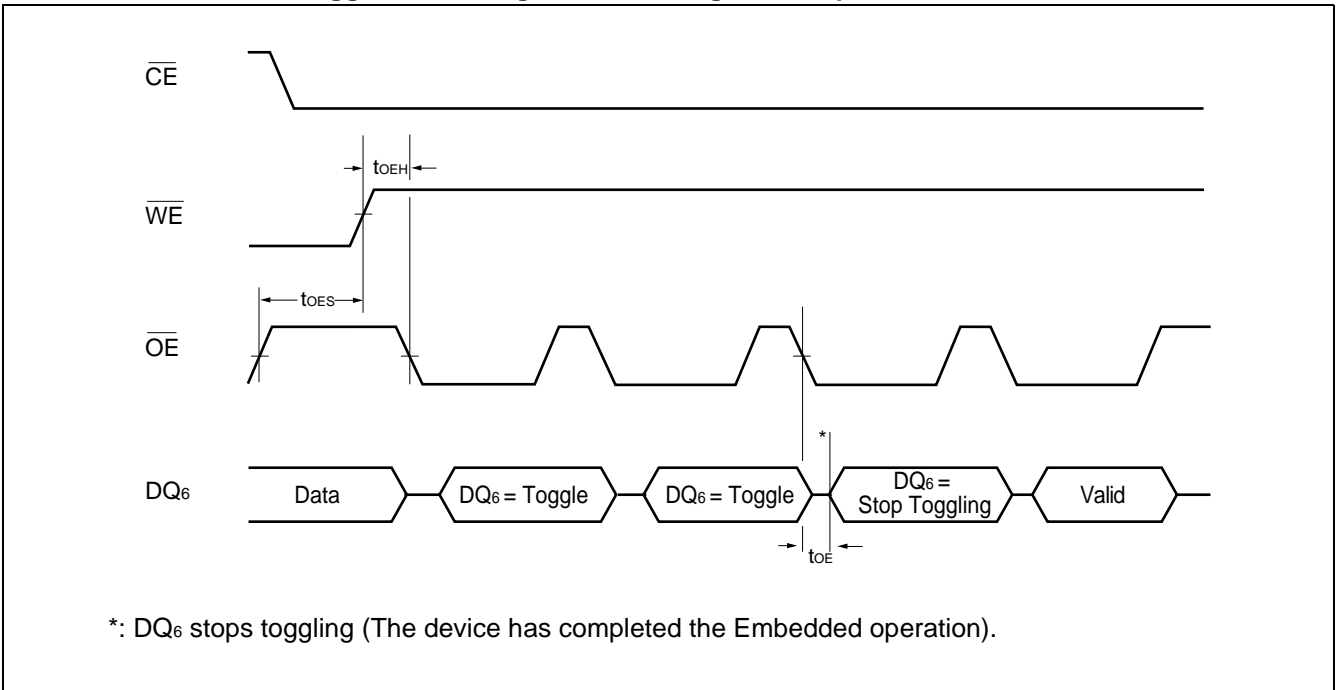 CE
tOEH
WE
tOES
OE
*
DQ6
Data
DQ6 = Toggle
DQ6 = Toggle
DQ6 =
Stop Toggling
Valid
tOE
*: DQ6 stops toggling (The device has completed the Embedded operation).